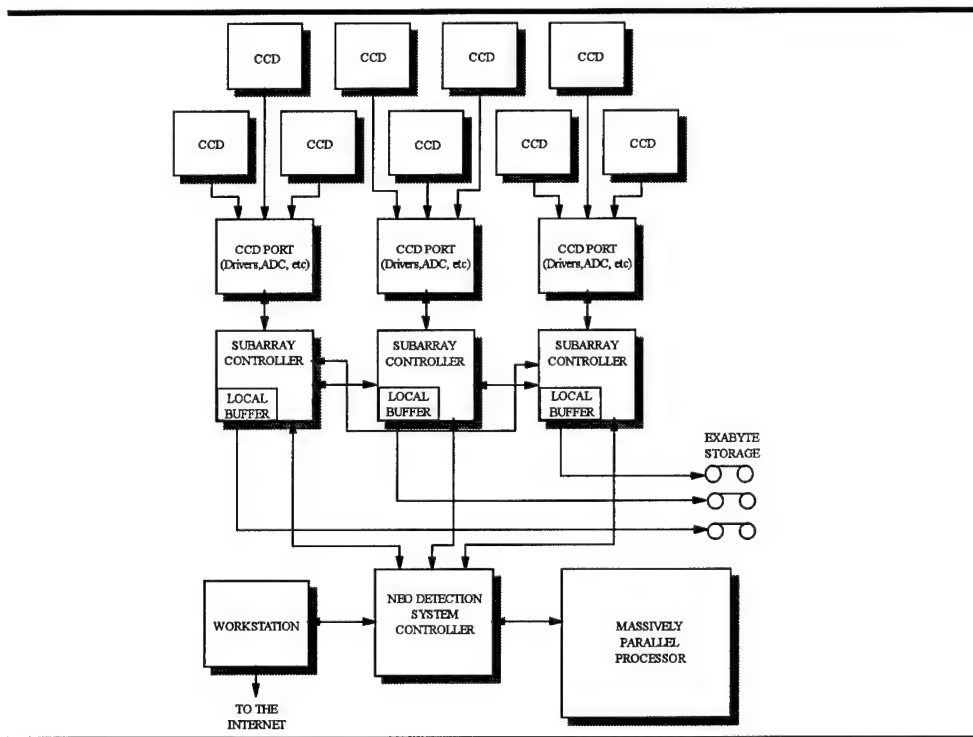 CCD
CCD
CCD
CCD
CCD
CCD
CCD
CCD
CCD
CCD PORT
(Drivers,ADC, etc)
CCD PORT
(Drivers,ADC, etc)
CCD PORT
(Drivers,ADC, etc)
SUBARRAY
CONTROLLER
LOCAL
BUFFER
SUBARRAY
CONTROLLER
LOCAL
BUFFER
SUBARRAY
CONTROLLER
LOCAL
BUFFER
EXABYTE
STORAGE
WORKSTATION
NEO DETECTION
SYSTEM
CONTROLLER
MASSIVELY
PARALLEL
PROCESSOR
TO THE
INTERNET